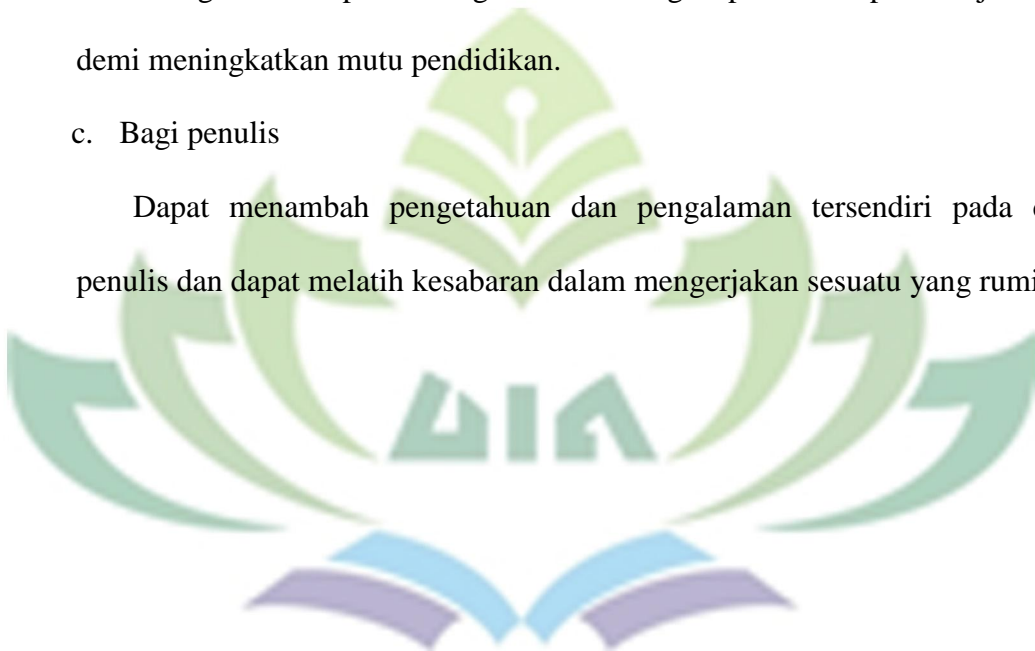 demi meningkatkan mutu pendidikan.
c. Bagi penulis
Dapat menambah pengetahuan dan pengalaman tersendiri pada
penulis dan dapat melatih kesabaran dalam mengerjakan sesuatu yang
UIN